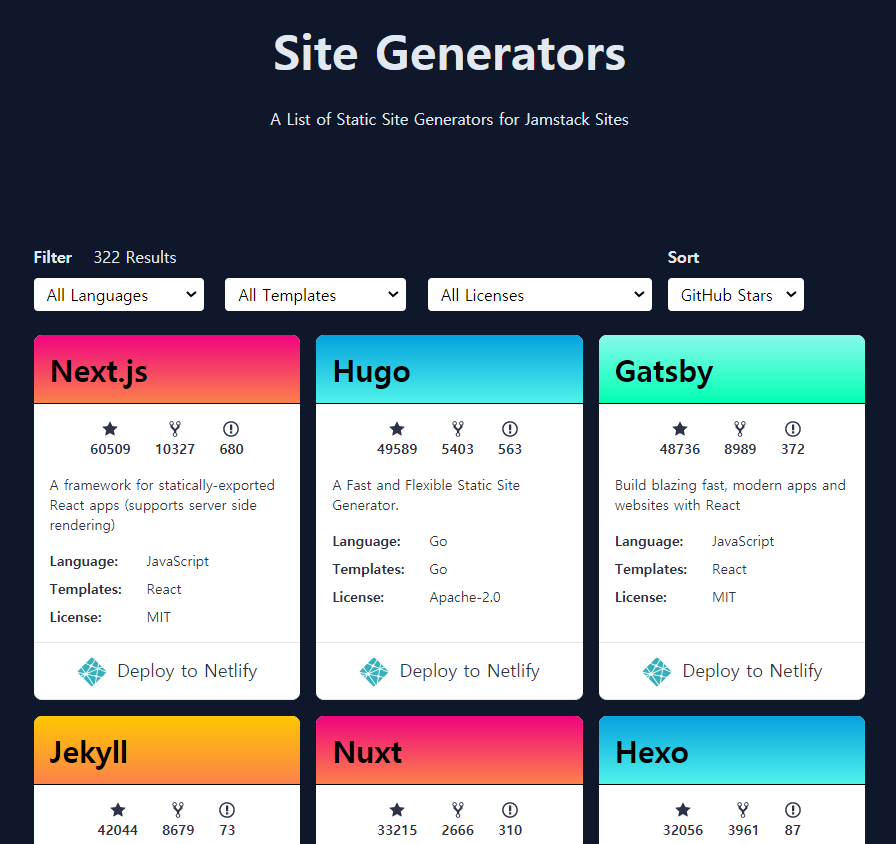 Site Generators
A List of Static Site Generators for Jamstack Sites
Filter 322 Results Sort
All Languages All Templates All Licenses GitHub Stars
Next.js
60509 10327 680
A framework for statically-exported
React apps (supports server side
rendering)
Language: JavaScript
Templates: React
License: MIT
Deploy to Netlify
Hugo
49589 5403 563
A Fast and Flexible Static Site
Generator.
Language: Go
Templates: Go
License: Apache-2.0
Deploy to Netlify
Gatsby
48736 8989 372
Build blazing fast, modern apps and
websites with React
Language: JavaScript
Templates: React
License: MIT
Deploy to Netlify
Jekyll
42044 8679 73
Nuxt
33215 2666 310
Hexo
32056 3961 87